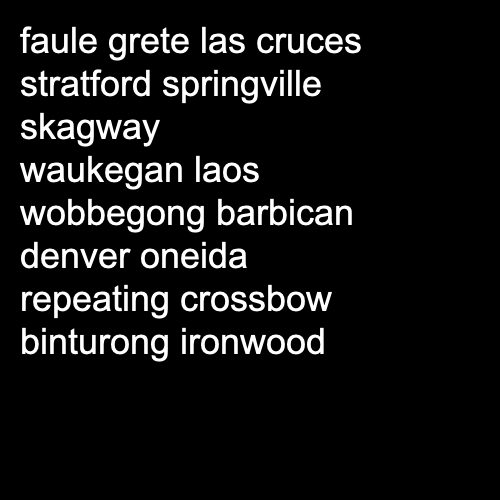 faule grete las cruces
stratford springville
skagway
waukegan laos
wobbegong barbican
denver oneida
repeating crossbow
binturong ironwood